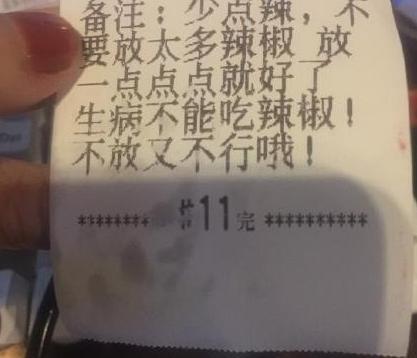 备注：少点辣，不
要放太多辣椒 放
一点点点就好了
生病不能吃辣椒！
不放又不行哦！
******** #11完 **********